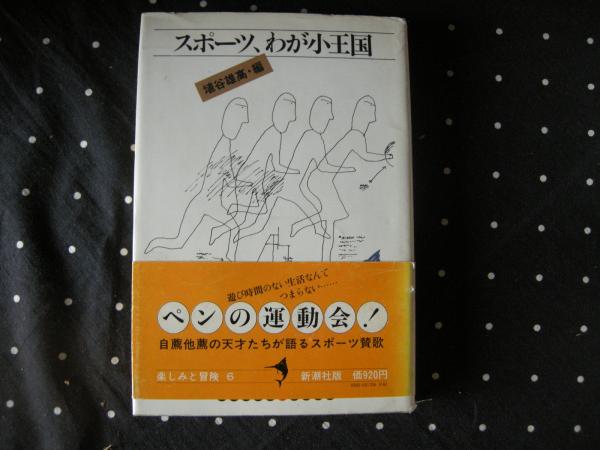 スポーツ、わが小王国
埴谷雄高・編
遊び時間のない生活なんて
つまらない……
ペンの運動会!
自薦他薦の天才たちが語るスポーツ賛歌
楽しみと冒険 6
新潮社版 価920円